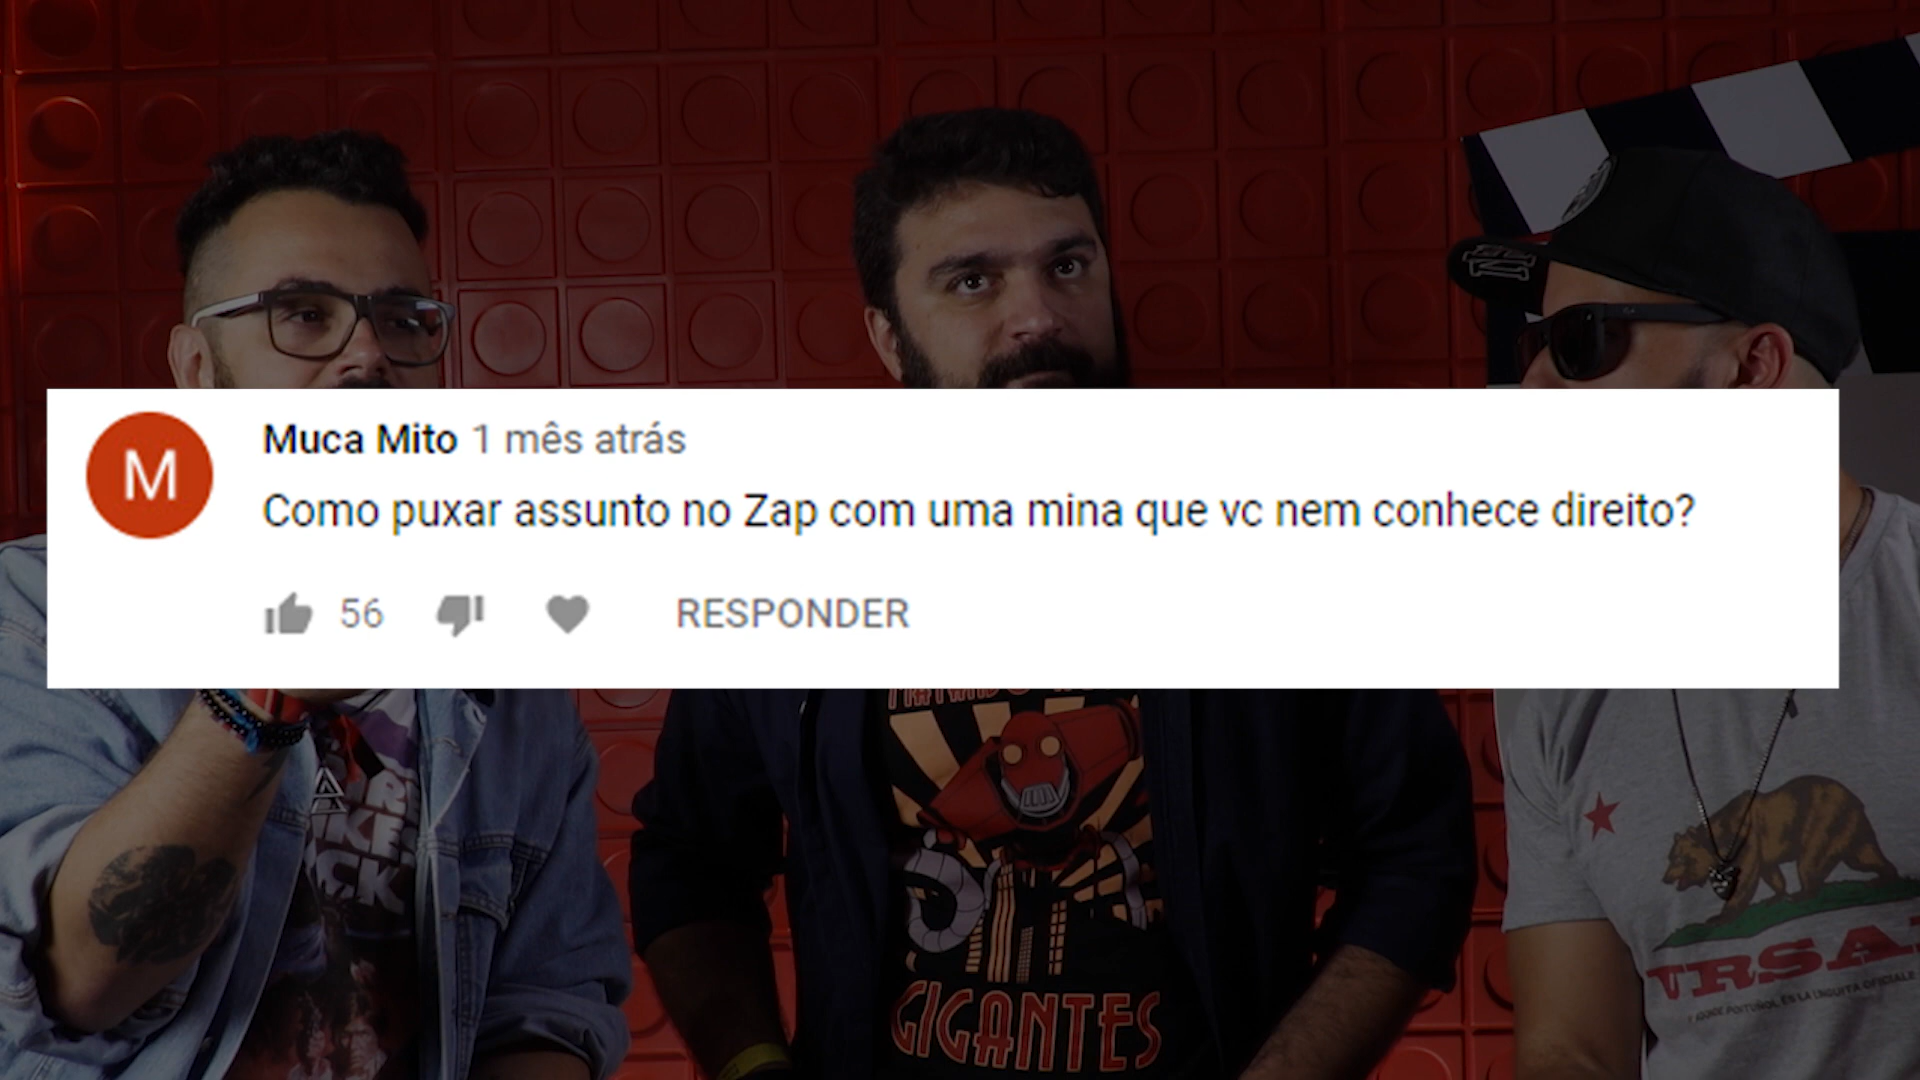 Muca Mito 1 mês atrás
M
Como puxar assunto no Zap com uma mina que vc nem conhece direito?
56
RESPONDER
GIGANTES
URSA